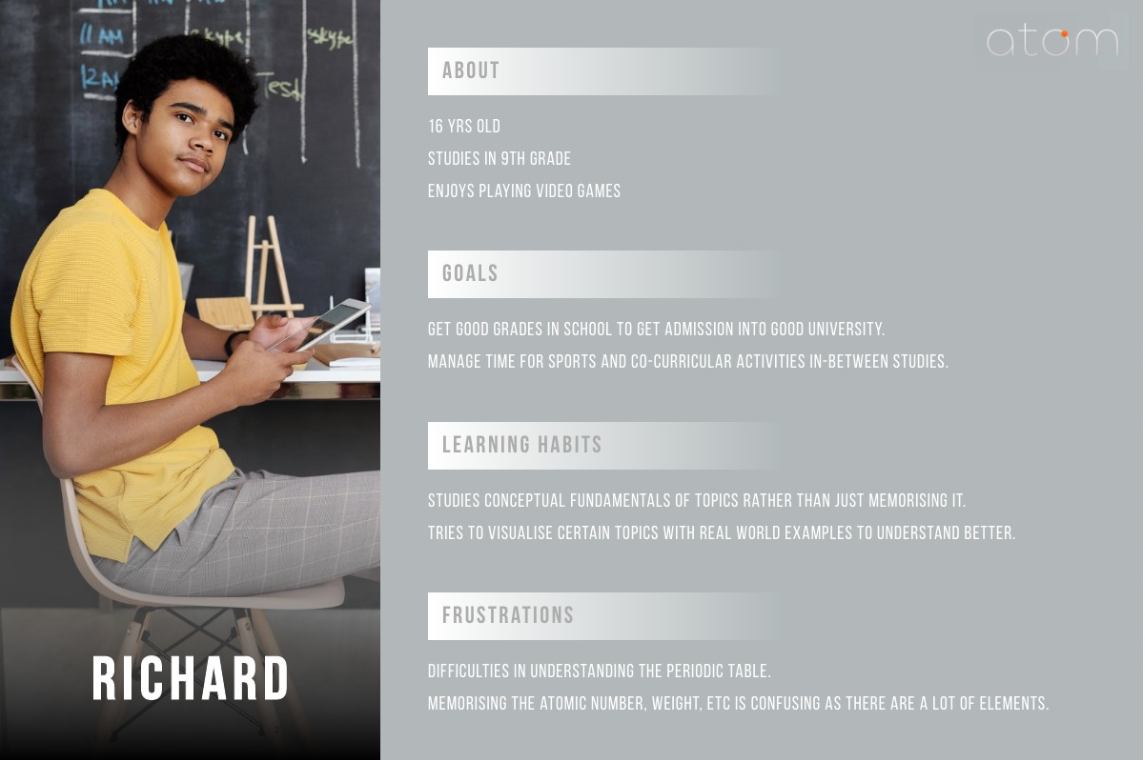 11 AM
skype
sskype
12 AM
Test
atom
ABOUT
16 YRS OLD
STUDIES IN 9TH GRADE
ENJOYS PLAYING VIDEO GAMES
GOALS
GET GOOD GRADES IN SCHOOL TO GET ADMISSION INTO GOOD UNIVERSITY.
MANAGE TIME FOR SPORTS AND CO-CURRICULAR ACTIVITIES IN-BETWEEN STUDIES.
LEARNING HABITS
STUDIES CONCEPTUAL FUNDAMENTALS OF TOPICS RATHER THAN JUST MEMORISING IT.
TRIES TO VISUALISE CERTAIN TOPICS WITH REAL WORLD EXAMPLES TO UNDERSTAND BETTER.
FRUSTRATIONS
DIFFICULTIES IN UNDERSTANDING THE PERIODIC TABLE.
MEMORISING THE ATOMIC NUMBER, WEIGHT, ETC IS CONFUSING AS THERE ARE A LOT OF ELEMENTS.
RICHARD